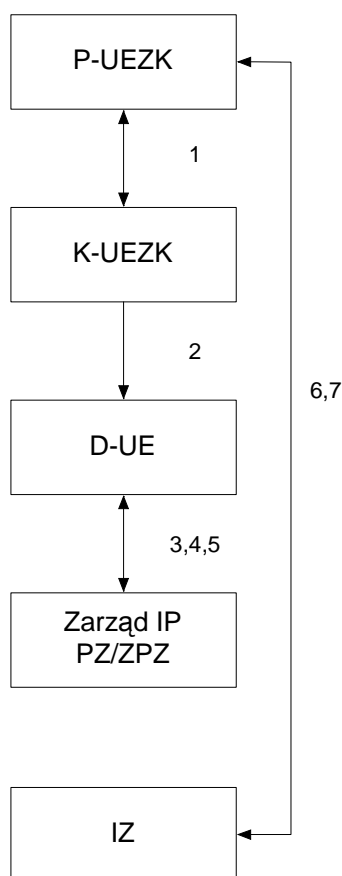 P-UEZK
1
K-UEZK
2
6,7
D-UE
3,4,5
Zarząd IP
PZ/ZPZ
IZ